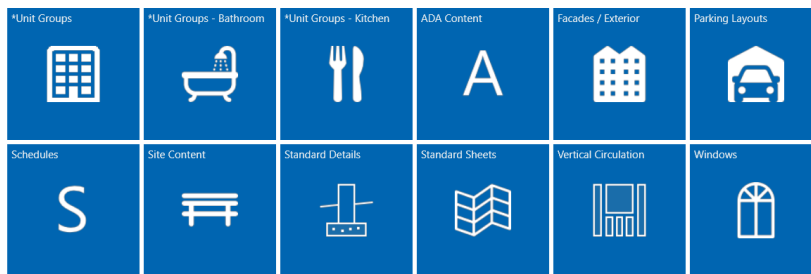 *Unit Groups
*Unit Groups - Bathroom
*Unit Groups - Kitchen
ADA Content
Facades / Exterior
Parking Layouts
A
Schedules
Site Content
Standard Details
Standard Sheets
Vertical Circulation
Windows
S